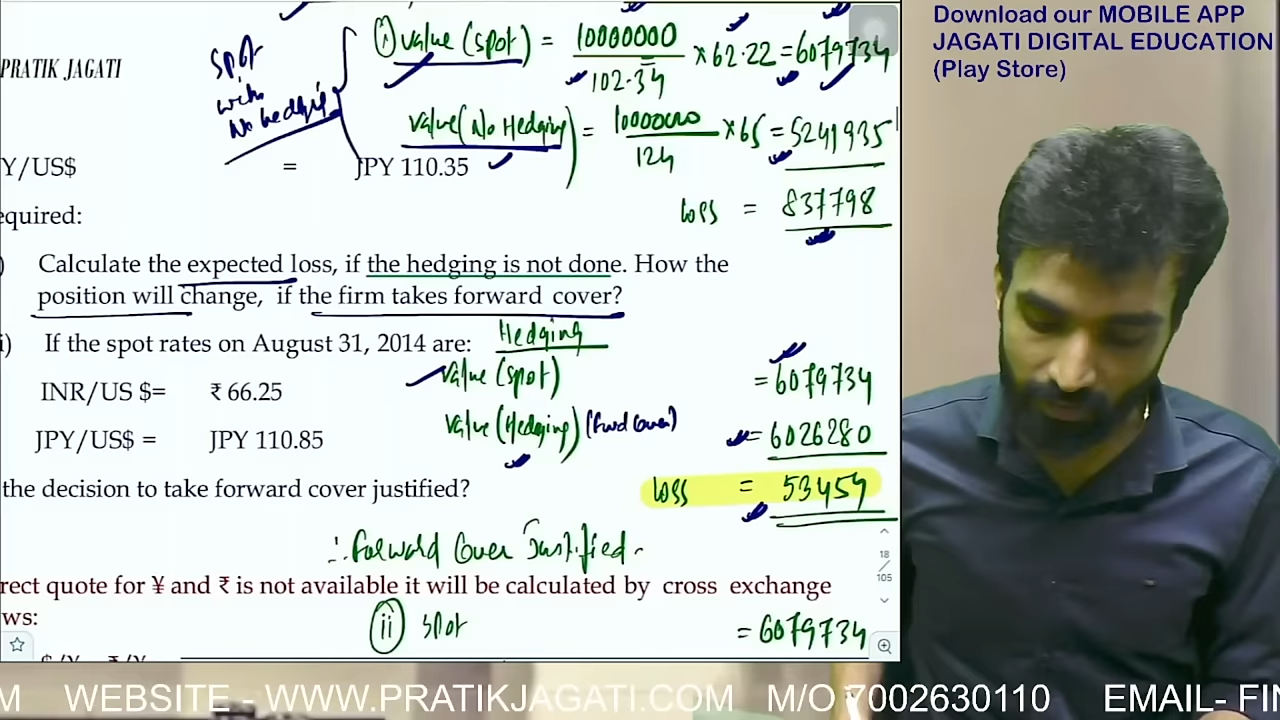 Download our MOBILE APP
JAGATI DIGITAL EDUCATION
(Play Store)
PRATIK JAGATI
Spot with No hedging
(i) Value (spot) = 10000000 / 102.34 × 62.22 = 6079734
Value (No Hedging) = 10000000 / 124 × 65 = 5241935
Y/US$ = JPY 110.35
loss = 837798
equired:
) Calculate the expected loss, if the hedging is not done. How the
position will change, if the firm takes forward cover?
i) If the spot rates on August 31, 2014 are:
Hedging
Value (spot) = 6079734
INR/US $= ₹ 66.25
Value (Hedging) (Fwd Cover) = 6026280
JPY/US$ = JPY 110.85
the decision to take forward cover justified?
loss = 53454
∴ Forward Cover Justified.
18
/
105
rect quote for ¥ and ₹ is not available it will be calculated by cross exchange
ws:
(ii) Spot = 6079734
M WEBSITE - WWW.PRATIKJAGATI.COM M/O 7002630110 EMAIL- FI